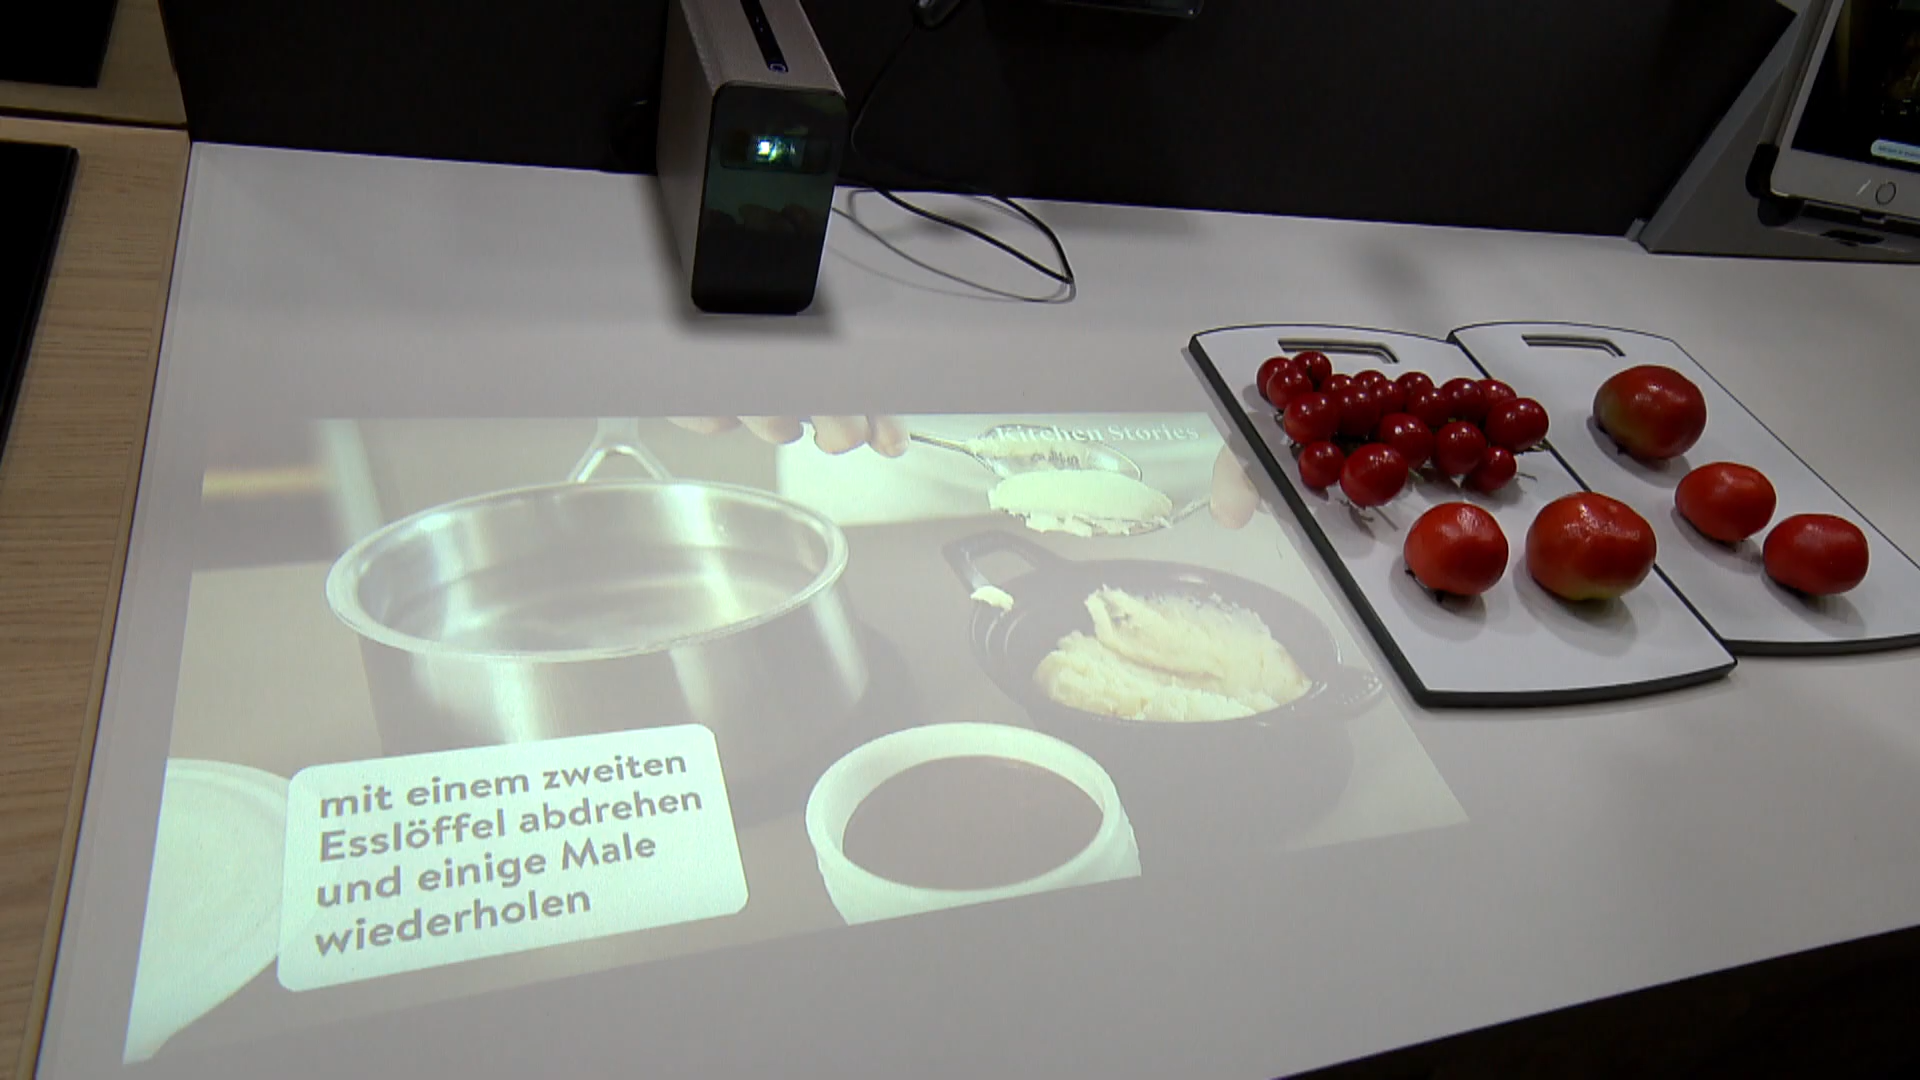 Kitchen Stories
mit einem zweiten
Esslöffel abdrehen
und einige Male
wiederholen